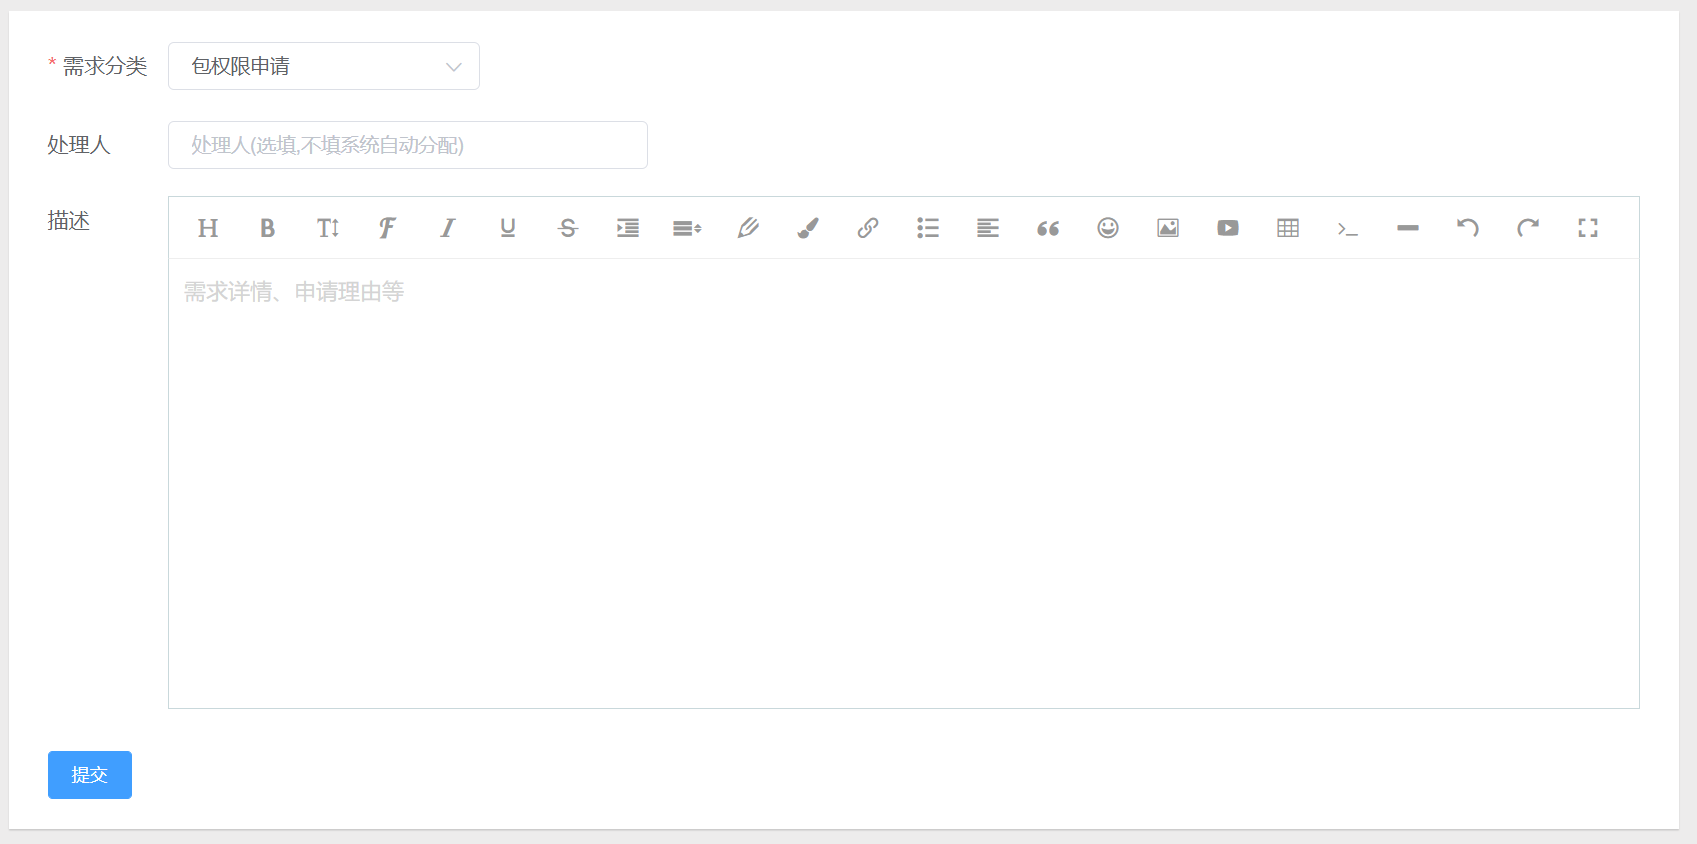 * 需求分类 包权限申请
处理人 处理人(选填,不填系统自动分配)
描述
需求详情、申请理由等
提交